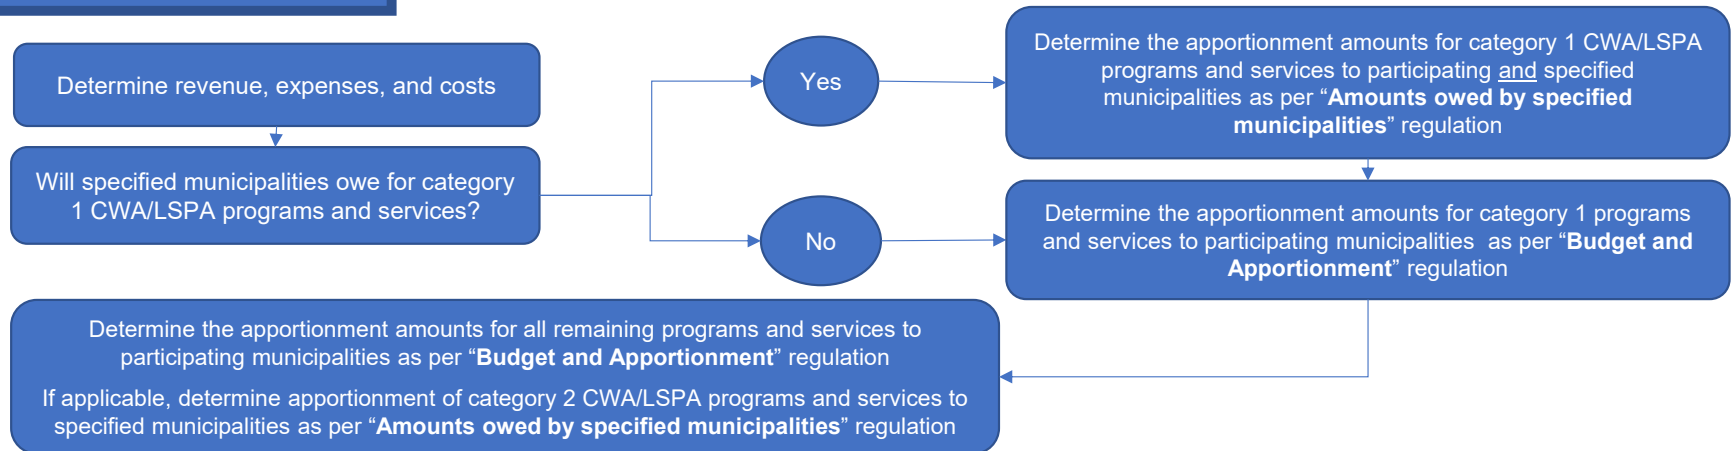 Determine revenue, expenses, and costs
Will specified municipalities owe for category
1 CWA/LSPA programs and services?
Yes
No
Determine the apportionment amounts for category 1 CWA/LSPA
programs and services to participating and specified
municipalities as per “Amounts owed by specified
municipalities” regulation
Determine the apportionment amounts for category 1 programs
and services to participating municipalities as per “Budget and
Apportionment” regulation
Determine the apportionment amounts for all remaining programs and services to
participating municipalities as per “Budget and Apportionment” regulation
If applicable, determine apportionment of category 2 CWA/LSPA programs and services to
specified municipalities as per “Amounts owed by specified municipalities” regulation